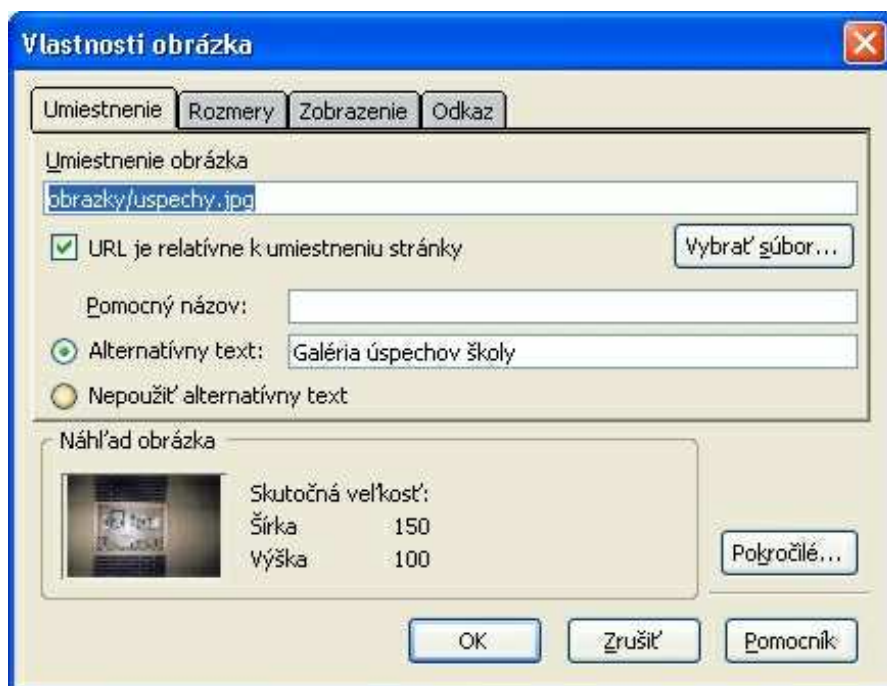 Vlastnosti obrázka
Umiestnenie Rozmery Zobrazenie Odkaz
Umiestnenie obrázka
obrazky/uspechy.jpg
URL je relatívne k umiestneniu stránky Vybrať súbor...
Pomocný názov:
Alternatívny text: Galéria úspechov školy
Nepoužiť alternatívny text
Náhľad obrázka
Skutočná veľkosť:
Šírka 150
Výška 100
Pokročilé...
OK Zrušiť Pomocník